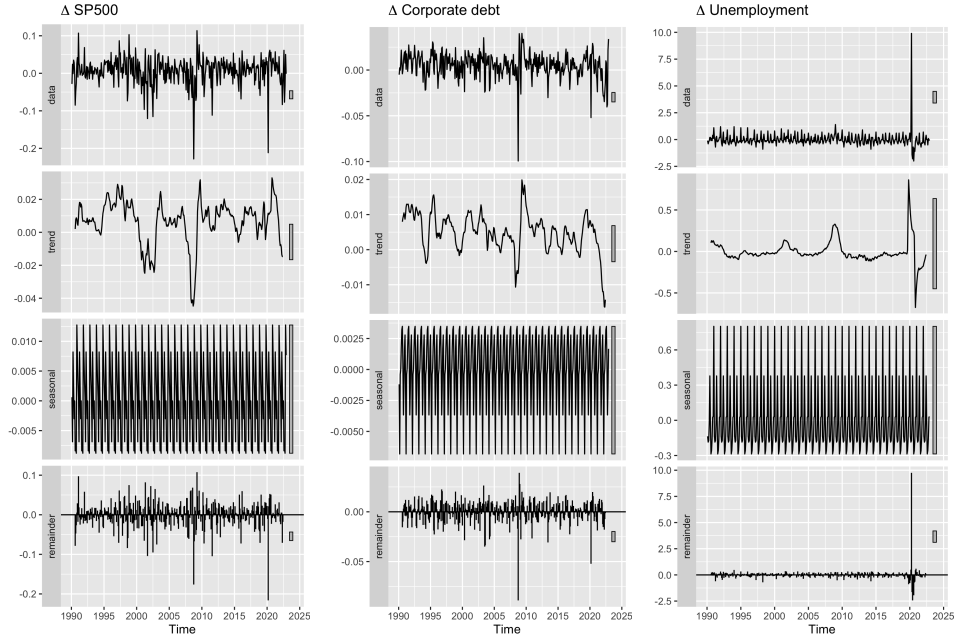 Δ SP500
0.1
0.0
-0.1
-0.2
data
0.02
0.00
-0.02
-0.04
trend
0.010
0.005
0.000
-0.005
seasonal
0.1
0.0
-0.1
-0.2
remainder
1990 1995 2000 2005 2010 2015 2020 2025
Time
Δ Corporate debt
0.00
-0.05
-0.10
data
0.02
0.01
0.00
-0.01
trend
0.0025
0.0000
-0.0025
-0.0050
seasonal
0.00
-0.05
remainder
1990 1995 2000 2005 2010 2015 2020 2025
Time
Δ Unemployment
10.0
7.5
5.0
2.5
0.0
-2.5
data
0.5
0.0
-0.5
trend
0.6
0.3
0.0
-0.3
seasonal
10.0
7.5
5.0
2.5
0.0
-2.5
remainder
1990 1995 2000 2005 2010 2015 2020 2025
Time